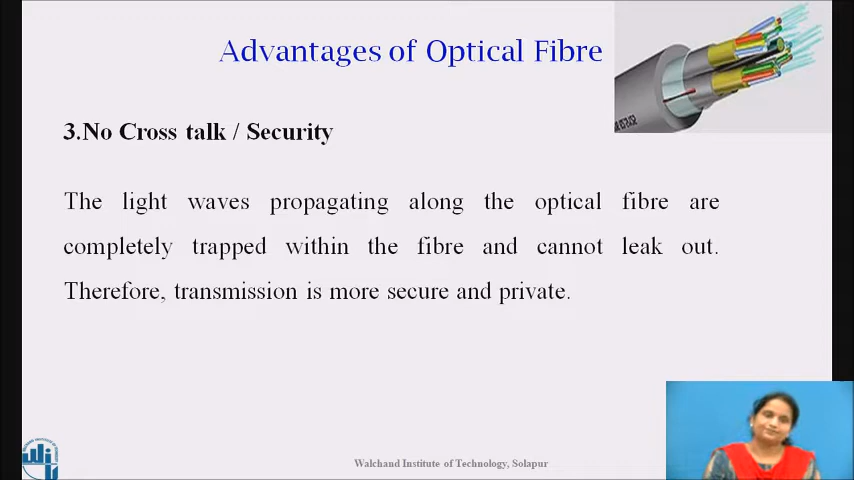 Advantages of Optical Fibre
3.No Cross talk / Security
The light waves propagating along the optical fibre are
completely trapped within the fibre and cannot leak out.
Therefore, transmission is more secure and private.
Walchand Institute of Technology, Solapur